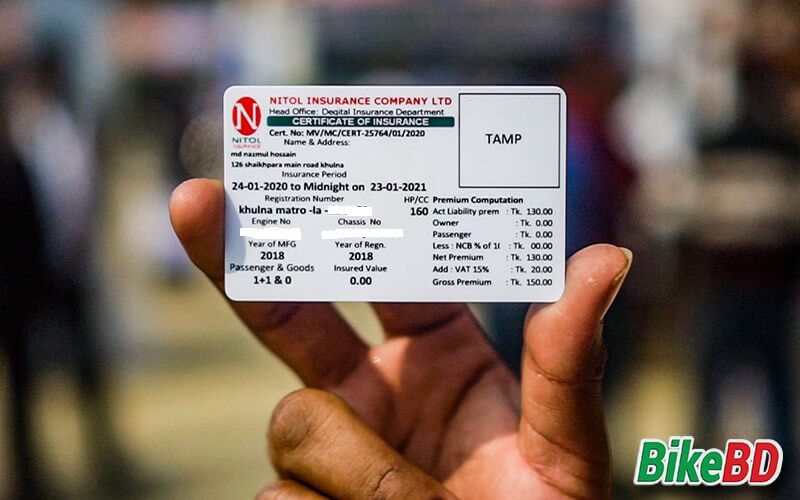 NITOL INSURANCE COMPANY LTD
Head Office: Degital Insurance Department
CERTIFICATE OF INSURANCE
Cert. No: MV/MC/CERT-25764/01/2020
Name & Address:
N
NITOL
INSURANCE
TAMP
md nazmul hossain
126 shaikhpara main road khulna
Insurance Period
24-01-2020 to Midnight on 23-01-2021
Registration Number HP/CC
khulna matro -la - 160
Engine No Chassis No
Year of MFG Year of Regn.
2018 2018
Passenger & Goods Insured Value
1+1 & 0 0.00
Premium Computation
Act Liability prem : Tk. 130.00
Owner : Tk. 0.00
Passenger : Tk. 0.00
Less : NCB % of 1( : Tk. 00.00
Net Premium : Tk. 130.00
Add : VAT 15% : Tk. 20.00
Gross Premium : Tk. 150.00
BikeBD